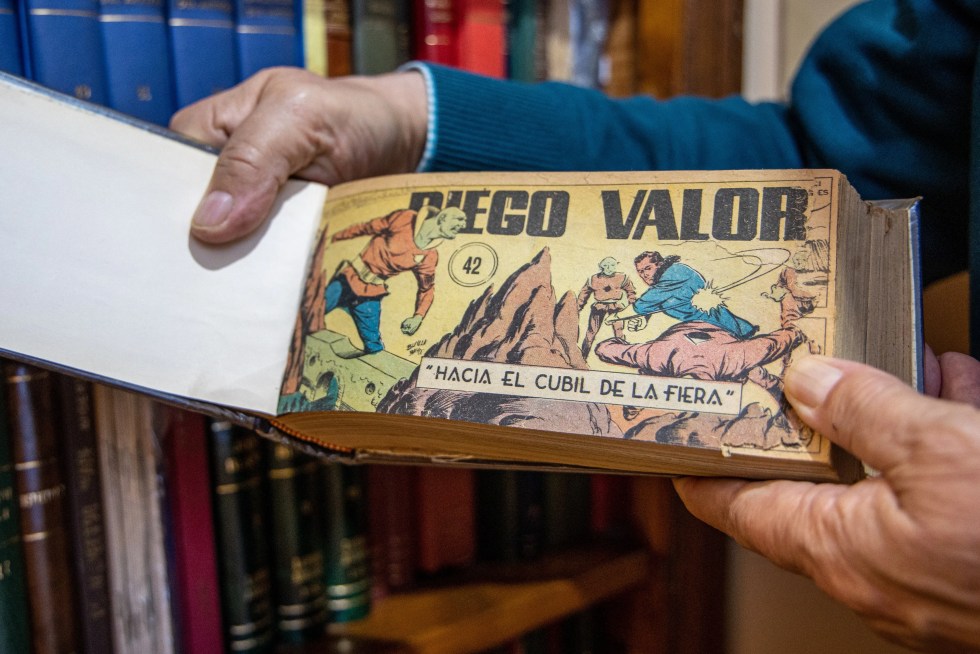 DIEGO VALOR
42
"HACIA EL CUBIL DE LA FIERA"